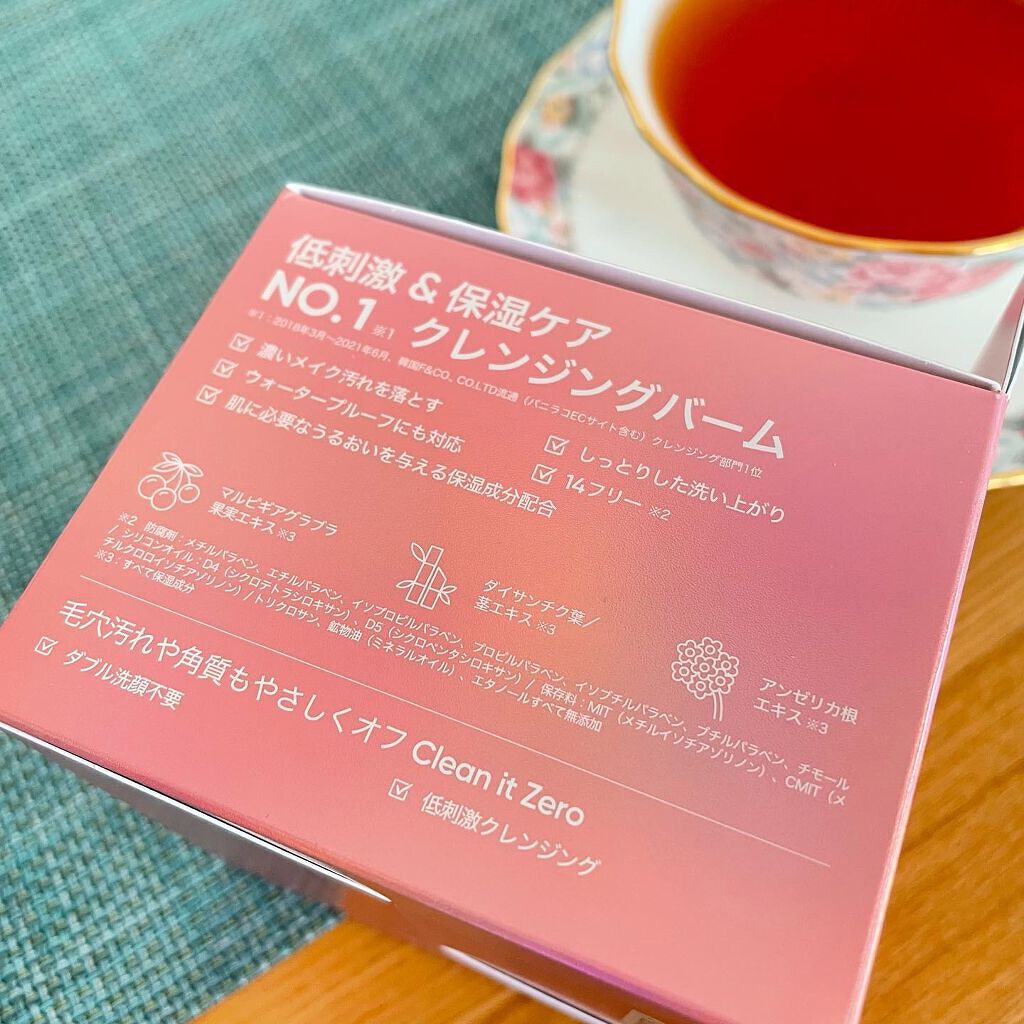 低刺激 & 保湿ケア
NO.1 ※1 クレンジングバーム
※1：2018年3月～2021年6月、韓国F&CO., CO.LTD流通（バニラコECサイト含む）クレンジング部門1位
濃いメイク汚れを落とす
ウォータープルーフにも対応
肌に必要なうるおいを与える保湿成分配合
しっとりした洗い上がり
14フリー ※2
マルピギアグラブラ
果実エキス ※3
ダイサンチク葉/
茎エキス ※3
アンゼリカ根
エキス ※3
※2 防腐剤：メチルパラベン、エチルパラベン、イソプロピルパラベン、プロピルパラベン、イソブチルパラベン、ブチルパラベン、チモール
/ シリコンオイル：D4（シクロテトラシロキサン）、D5（シクロペンタシロキサン）/ 保存料：MIT（メチルイソチアゾリノン）、CMIT（メ
チルクロロイソチアゾリノン）/ トリクロサン、鉱物油（ミネラルオイル）、エタノールすべて無添加
※3：すべて保湿成分
毛穴汚れや角質もやさしくオフ Clean it Zero
ダブル洗顔不要
低刺激クレンジング